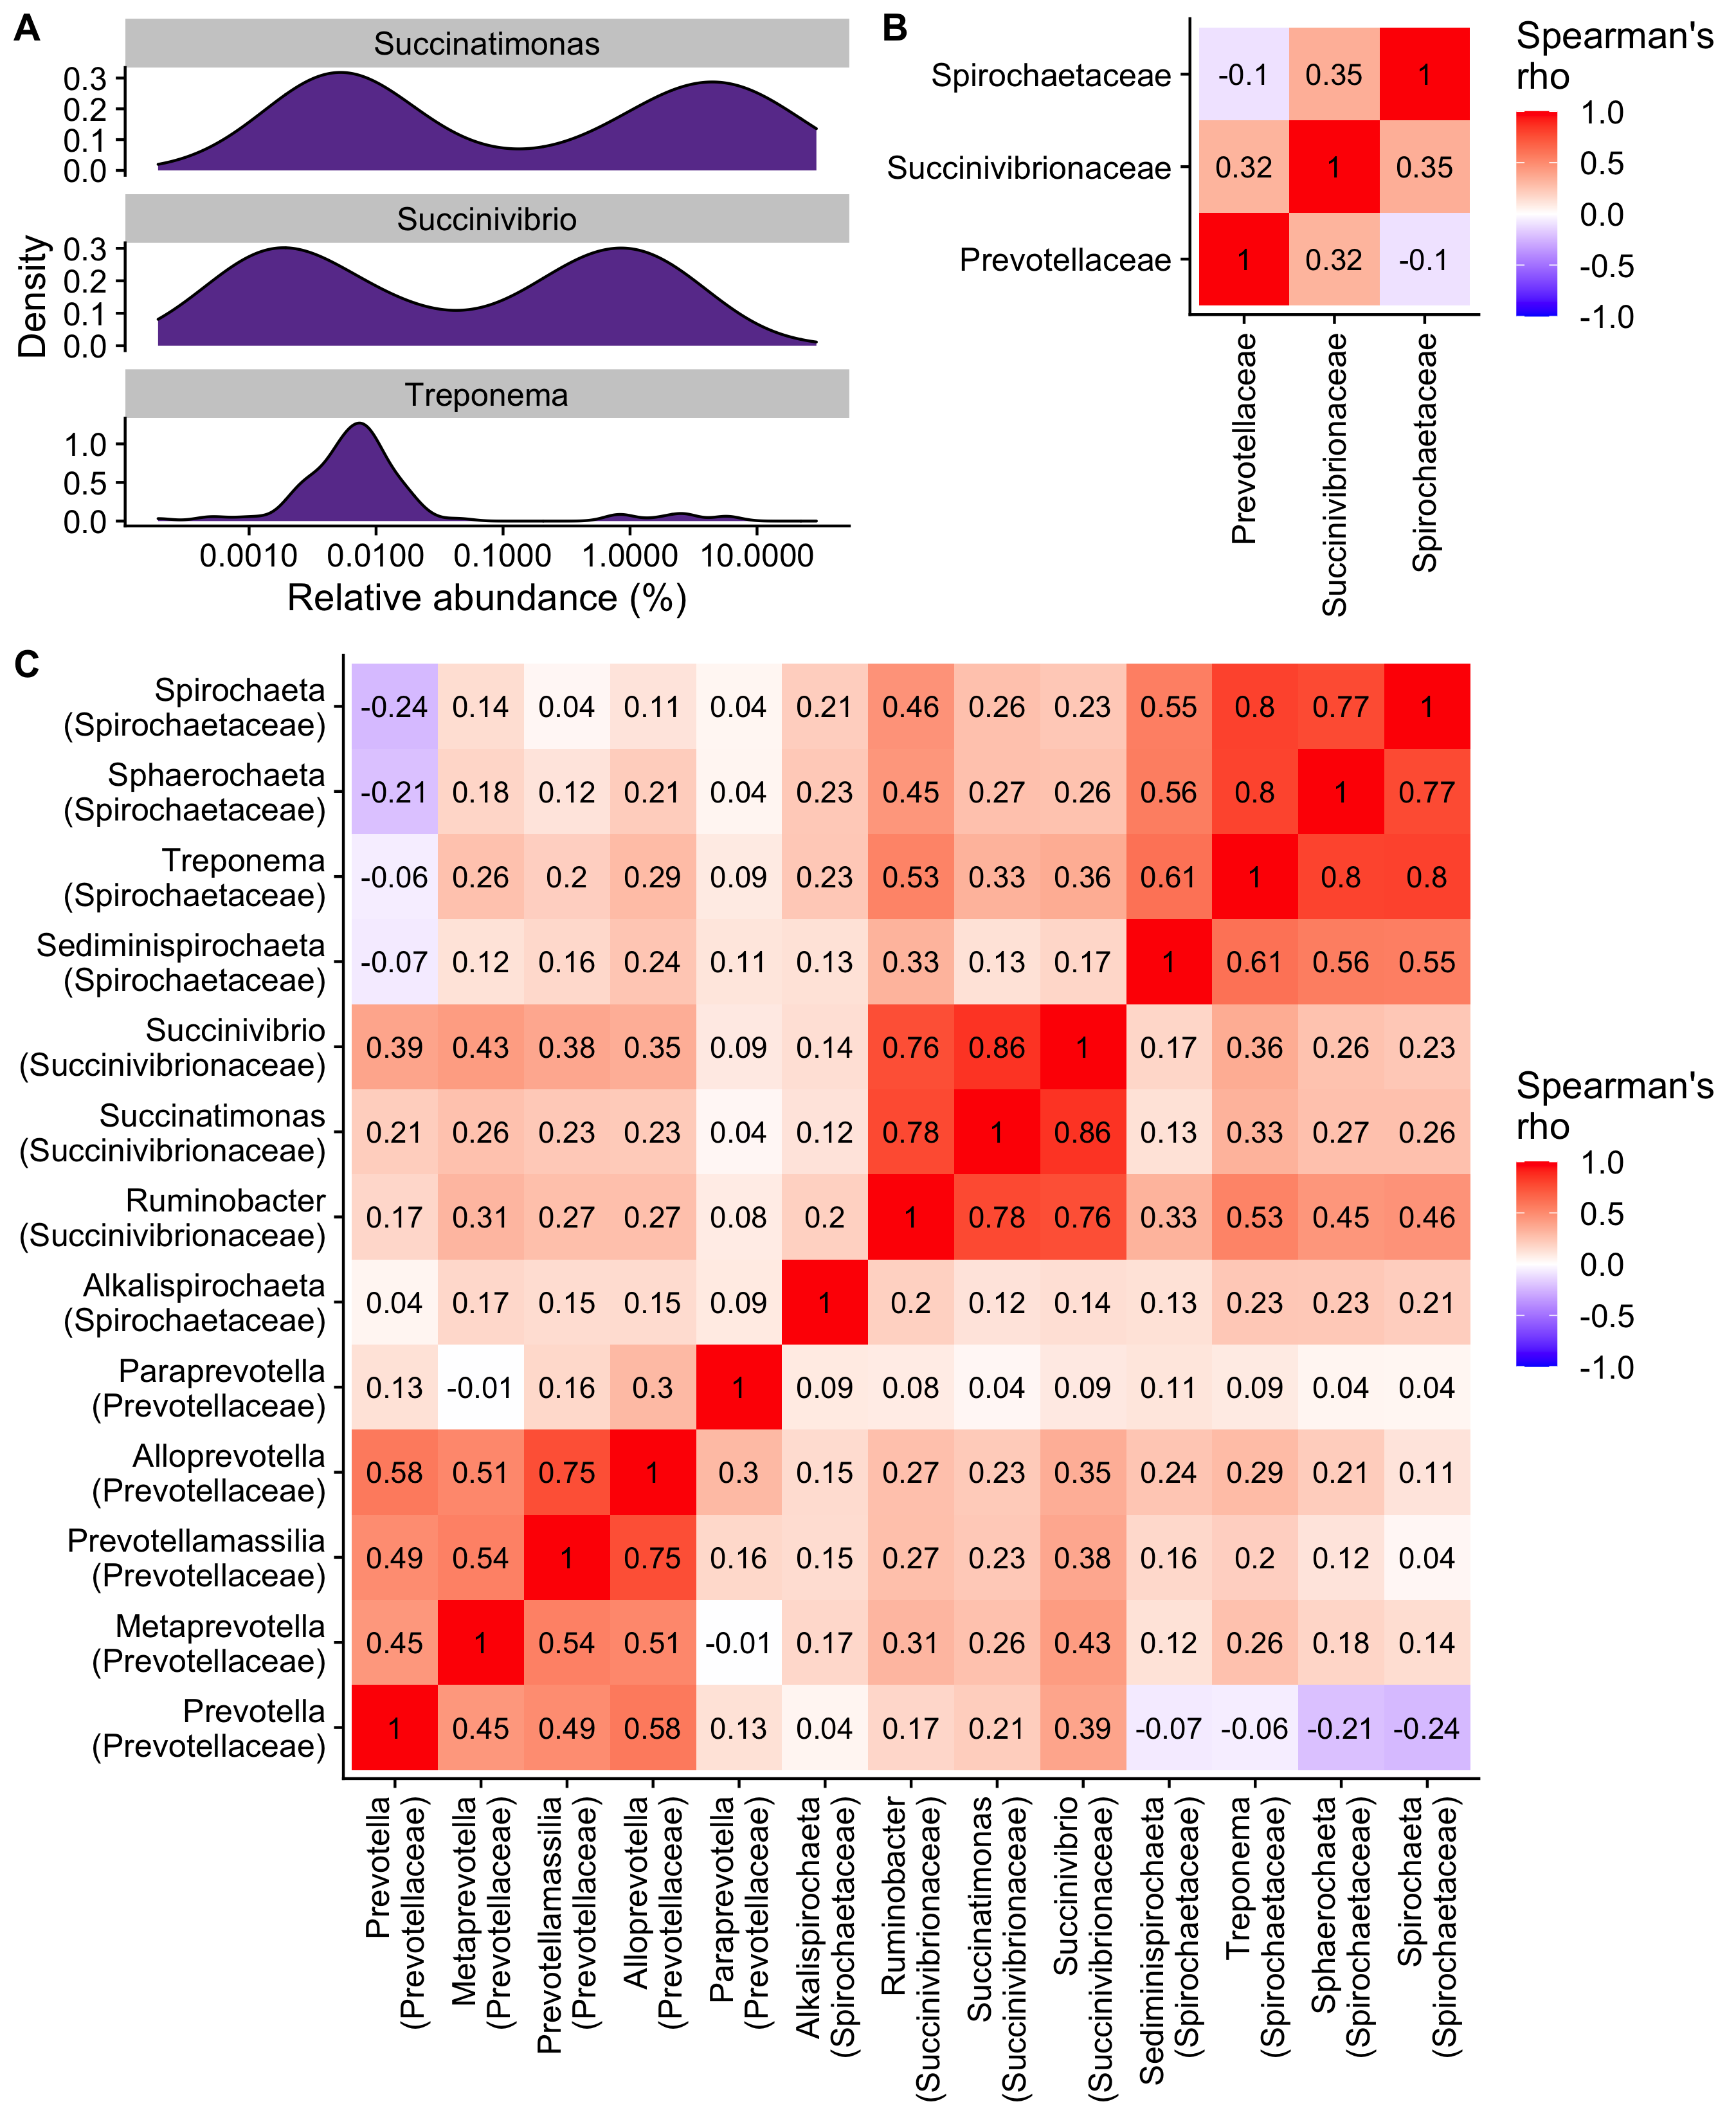 A
Succinatimonas
0.3
0.2
0.1
0.0
Succinivibrio
0.3
0.2
0.1
0.0
Treponema
1.0
0.5
0.0
Density
0.0010 0.0100 0.1000 1.0000 10.0000
Relative abundance (%)
B
Spirochaetaceae -0.1 0.35 1
Succinivibrionaceae 0.32 1 0.35
Prevotellaceae 1 0.32 -0.1
Prevotellaceae
Succinivibrionaceae
Spirochaetaceae
Spearman's
rho
1.0
0.5
0.0
-0.5
-1.0
C
Spirochaeta
(Spirochaetaceae)
-0.24 0.14 0.04 0.11 0.04 0.21 0.46 0.26 0.23 0.55 0.8 0.77 1
Sphaerochaeta
(Spirochaetaceae)
-0.21 0.18 0.12 0.21 0.04 0.23 0.45 0.27 0.26 0.56 0.8 1 0.77
Treponema
(Spirochaetaceae)
-0.06 0.26 0.2 0.29 0.09 0.23 0.53 0.33 0.36 0.61 1 0.8 0.8
Sediminispirochaeta
(Spirochaetaceae)
-0.07 0.12 0.16 0.24 0.11 0.13 0.33 0.13 0.17 1 0.61 0.56 0.55
Succinivibrio
(Succinivibrionaceae)
0.39 0.43 0.38 0.35 0.09 0.14 0.76 0.86 1 0.17 0.36 0.26 0.23
Succinatimonas
(Succinivibrionaceae)
0.21 0.26 0.23 0.23 0.04 0.12 0.78 1 0.86 0.13 0.33 0.27 0.26
Ruminobacter
(Succinivibrionaceae)
0.17 0.31 0.27 0.27 0.08 0.2 1 0.78 0.76 0.33 0.53 0.45 0.46
Alkalispirochaeta
(Spirochaetaceae)
0.04 0.17 0.15 0.15 0.09 1 0.2 0.12 0.14 0.13 0.23 0.23 0.21
Paraprevotella
(Prevotellaceae)
0.13 -0.01 0.16 0.3 1 0.09 0.08 0.04 0.09 0.11 0.09 0.04 0.04
Alloprevotella
(Prevotellaceae)
0.58 0.51 0.75 1 0.3 0.15 0.27 0.23 0.35 0.24 0.29 0.21 0.11
Prevotellamassilia
(Prevotellaceae)
0.49 0.54 1 0.75 0.16 0.15 0.27 0.23 0.38 0.16 0.2 0.12 0.04
Metaprevotella
(Prevotellaceae)
0.45 1 0.54 0.51 -0.01 0.17 0.31 0.26 0.43 0.12 0.26 0.18 0.14
Prevotella
(Prevotellaceae)
1 0.45 0.49 0.58 0.13 0.04 0.17 0.21 0.39 -0.07 -0.06 -0.21 -0.24
Prevotella
(Prevotellaceae)
Metaprevotella
(Prevotellaceae)
Prevotellamassilia
(Prevotellaceae)
Alloprevotella
(Prevotellaceae)
Paraprevotella
(Prevotellaceae)
Alkalispirochaeta
(Spirochaetaceae)
Ruminobacter
(Succinivibrionaceae)
Succinatimonas
(Succinivibrionaceae)
Succinivibrio
(Succinivibrionaceae)
Sediminispirochaeta
(Spirochaetaceae)
Treponema
(Spirochaetaceae)
Sphaerochaeta
(Spirochaetaceae)
Spirochaeta
(Spirochaetaceae)
Spearman's
rho
1.0
0.5
0.0
-0.5
-1.0